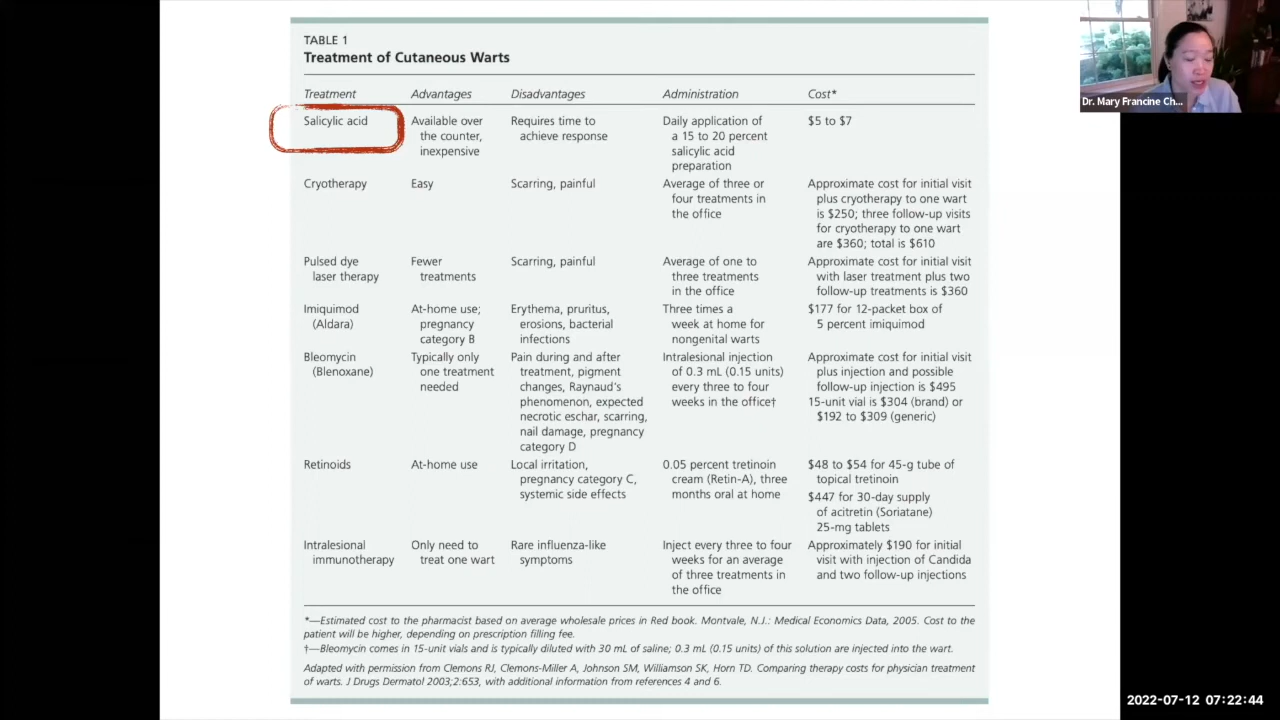 TABLE 1
Treatment of Cutaneous Warts
Treatment Advantages Disadvantages Administration Cost*
Salicylic acid Available over Requires time to Daily application of $5 to $7
the counter, achieve response a 15 to 20 percent
inexpensive salicylic acid
preparation
Cryotherapy Easy Scarring, painful Average of three or Approximate cost for initial visit
four treatments in plus cryotherapy to one wart
the office is $250; three follow-up visits
for cryotherapy to one wart
are $360; total is $610
Pulsed dye Fewer Scarring, painful Average of one to Approximate cost for initial visit
laser therapy treatments three treatments with laser treatment plus two
in the office follow-up treatments is $360
Imiquimod At-home use; Erythema, pruritus, Three times a $177 for 12-packet box of
(Aldara) pregnancy erosions, bacterial week at home for 5 percent imiquimod
category B infections nongenital warts
Bleomycin Typically only Pain during and after Intralesional injection Approximate cost for initial visit
(Blenoxane) one treatment treatment, pigment of 0.3 mL (0.15 units) plus injection and possible
needed changes, Raynaud's every three to four follow-up injection is $495
phenomenon, expected weeks in the office† 15-unit vial is $304 (brand) or
necrotic eschar, scarring, $192 to $309 (generic)
nail damage, pregnancy
category D
Retinoids At-home use Local irritation, 0.05 percent tretinoin $48 to $54 for 45-g tube of
pregnancy category C, cream (Retin-A), three topical tretinoin
systemic side effects months oral at home $447 for 30-day supply
of acitretin (Soriatane)
25-mg tablets
Intralesional Only need to Rare influenza-like Inject every three to four Approximately $190 for initial
immunotherapy treat one wart symptoms weeks for an average visit with injection of Candida
of three treatments in and two follow-up injections
the office
*—Estimated cost to the pharmacist based on average wholesale prices in Red book. Montvale, N.J.: Medical Economics Data, 2005. Cost to the
patient will be higher, depending on prescription filling fee.
†—Bleomycin comes in 15-unit vials and is typically diluted with 30 mL of saline; 0.3 mL (0.15 units) of this solution are injected into the wart.
Adapted with permission from Clemons RJ, Clemons-Miller A, Johnson SM, Williamson SK, Horn TD. Comparing therapy costs for physician treatment
of warts. J Drugs Dermatol 2003;2:653, with additional information from references 4 and 6.
Dr. Mary Francine Ch...
2022-07-12 07:22:44